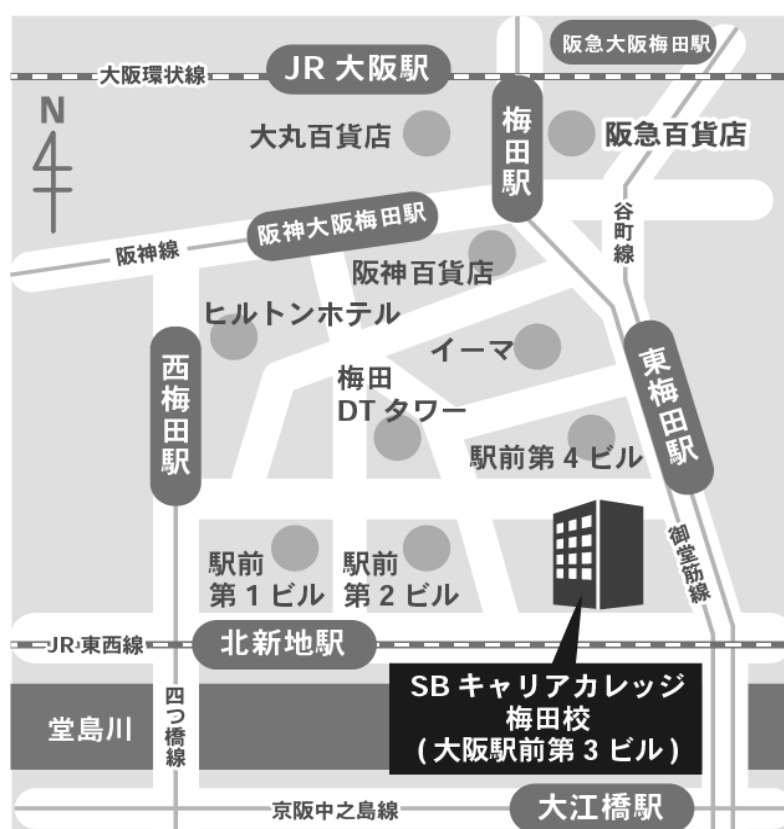 阪急大阪梅田駅
大阪環状線
JR 大阪駅
N
大丸百貨店
梅田駅
阪急百貨店
谷町線
阪神大阪梅田駅
阪神線
阪神百貨店
ヒルトンホテル
イーマ
西梅田駅
梅田
DT タワー
東梅田駅
駅前第 4 ビル
御堂筋線
駅前
第 1 ビル
駅前
第 2 ビル
JR 東西線
北新地駅
SB キャリアカレッジ
梅田校
( 大阪駅前第 3 ビル )
堂島川
四つ橋線
京阪中之島線
大江橋駅